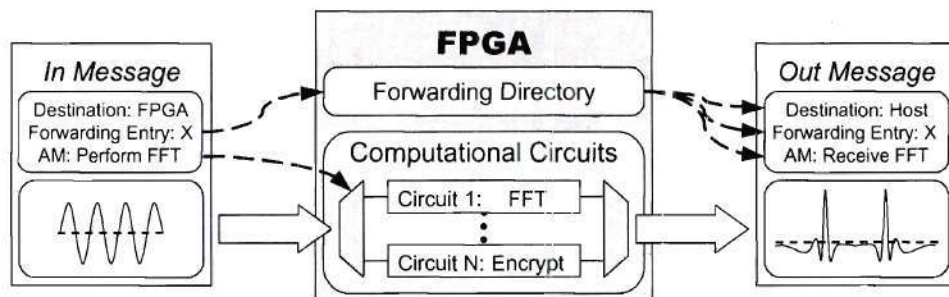 In Message
Destination: FPGA
Forwarding Entry: X
AM: Perform FFT
FPGA
Forwarding Directory
Computational Circuits
Circuit 1: FFT
Circuit N: Encrypt
Out Message
Destination: Host
Forwarding Entry: X
AM: Receive FFT